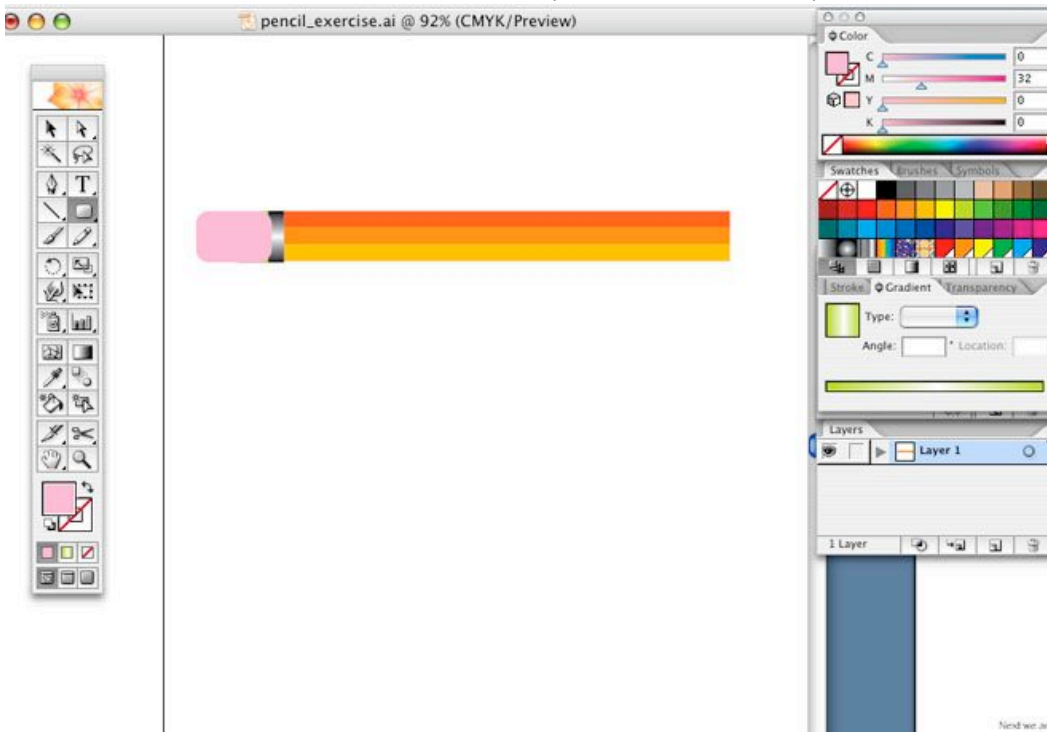 pencil_exercise.ai @ 92% (CMYK/Preview)
Color
C 0
M 32
Y 0
K 0
Swatches Brushes Symbols
T
Stroke Gradient Transparency
Type:
Angle: ° Location:
Layers
Layer 1
1 Layer
Next we